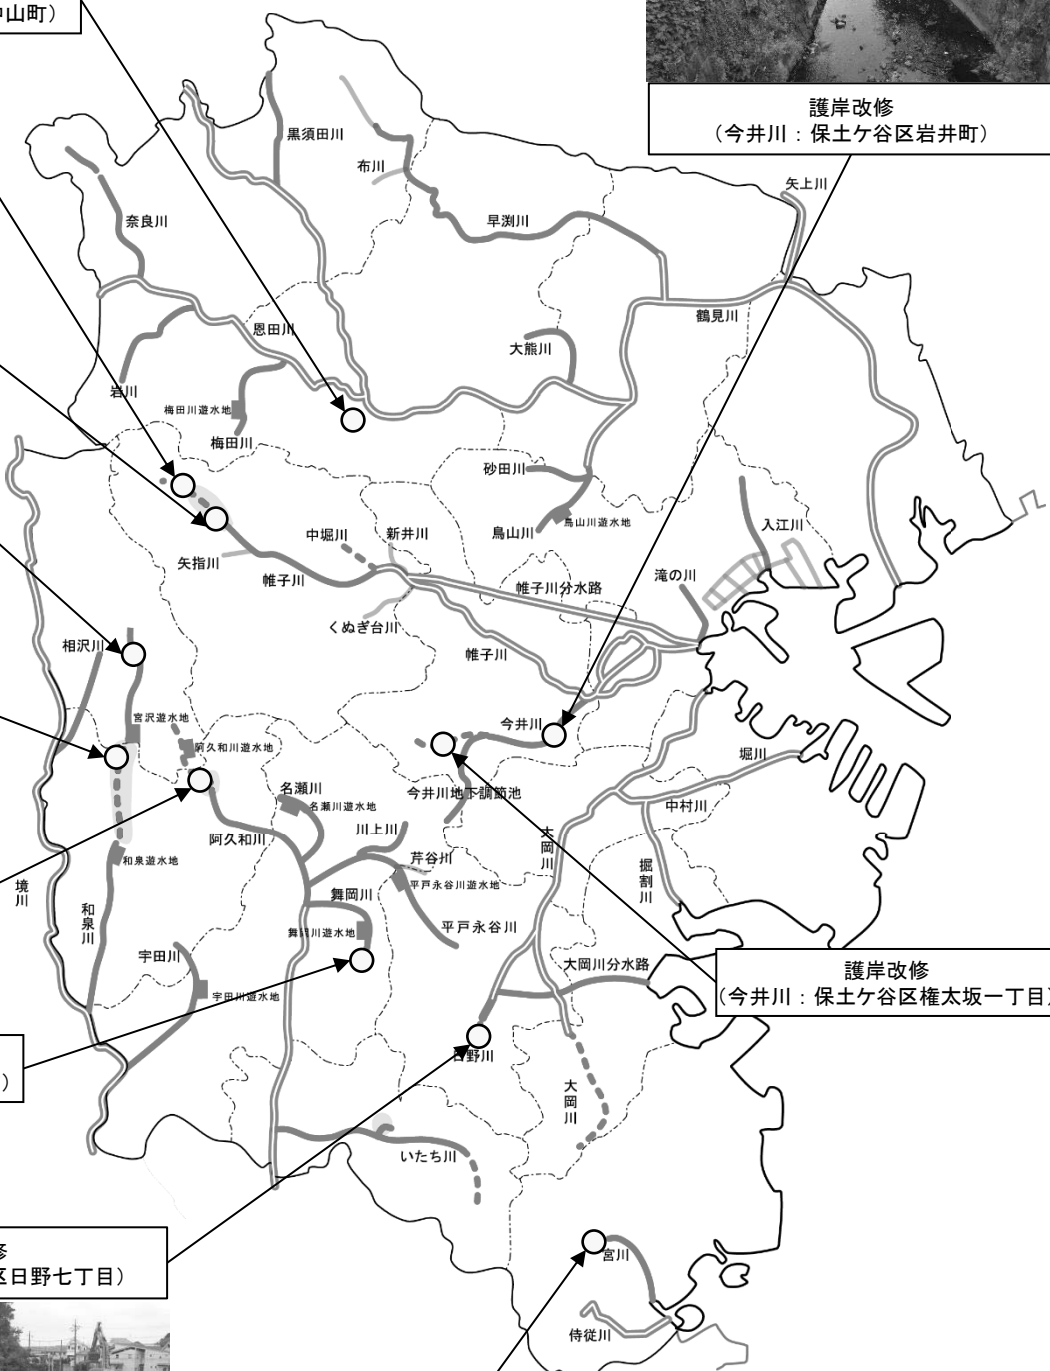 中山町）
護岸改修
（今井川：保土ケ谷区岩井町）
黒須田川
布川
矢上川
奈良川
早渕川
鶴見川
恩田川
大熊川
岩川
梅田川遊水地
梅田川
砂田川
鳥山川遊水地
鳥山川
入江川
中堀川
新井川
矢指川
帷子川
帷子川分水路
滝の川
くぬぎ台川
相沢川
帷子川
宮沢遊水地
阿久和川遊水地
今井川
堀川
名瀬川
名瀬川遊水地
今井川地下調節池
中村川
阿久和川
川上川
大岡川
芹谷川
和泉遊水地
平戸永谷川遊水地
掘割川
境川
舞岡川
和泉川
舞岡川遊水地
平戸永谷川
宇田川
大岡川分水路
護岸改修
（今井川：保土ケ谷区権太坂一丁目）
宇田川遊水地
日野川
）
大岡川
いたち川
修
区日野七丁目）
宮川
侍従川